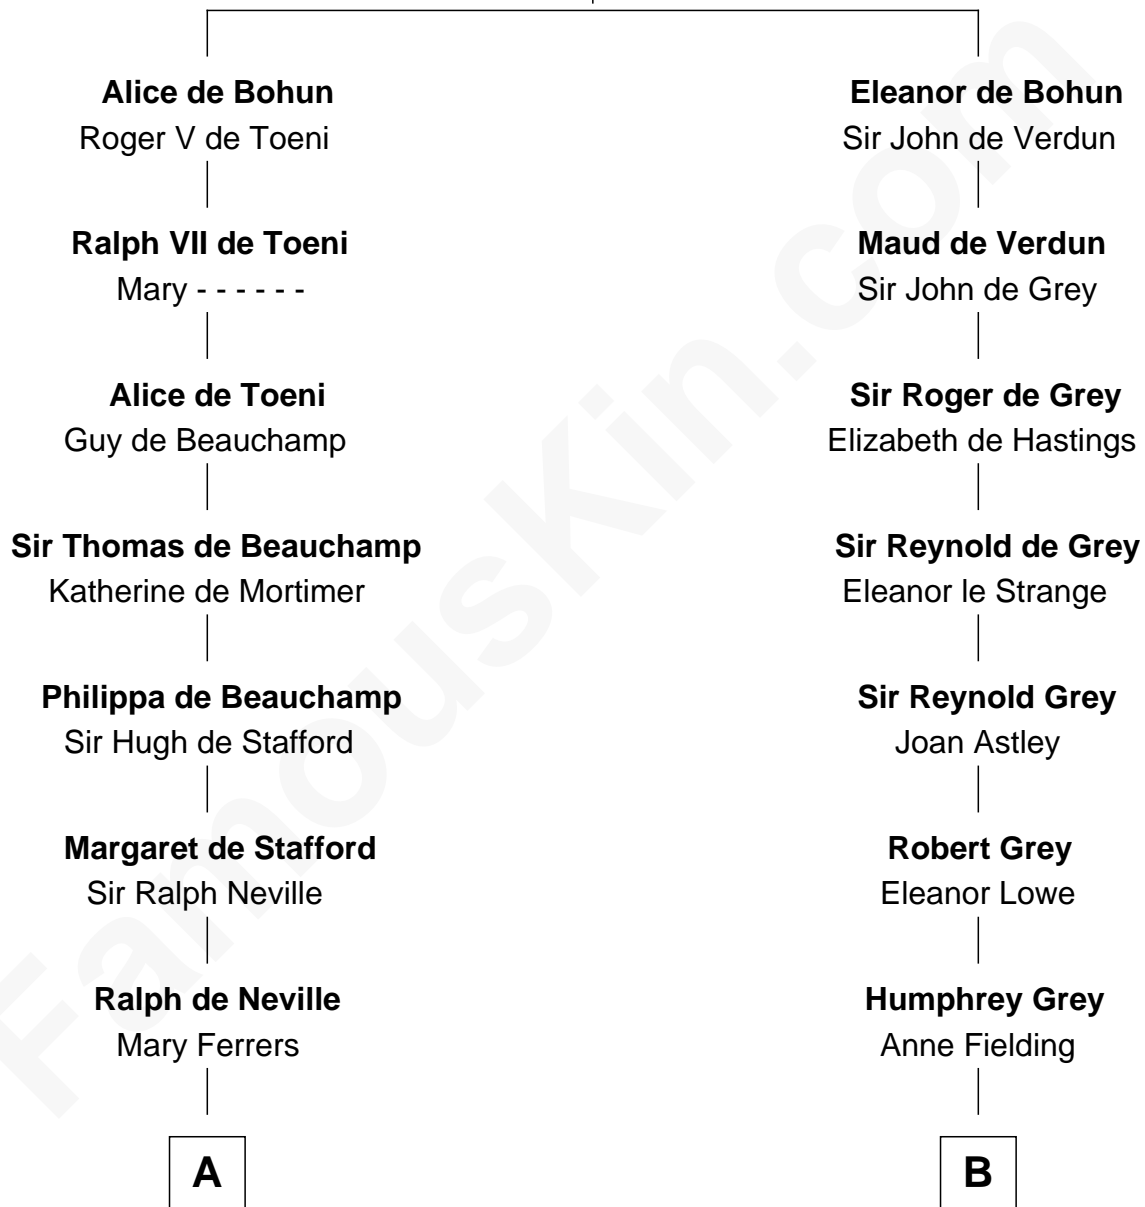 Alice de Bohun
Roger V de Toeni
Ralph VII de Toeni
Mary - - - - - -
Alice de Toeni
Guy de Beauchamp
Sir Thomas de Beauchamp
Katherine de Mortimer
Philippa de Beauchamp
Sir Hugh de Stafford
Margaret de Stafford
Sir Ralph Neville
Ralph de Neville
Mary Ferrers
A
Eleanor de Bohun
Sir John de Verdun
Maud de Verdun
Sir John de Grey
Sir Roger de Grey
Elizabeth de Hastings
Sir Reynold de Grey
Eleanor le Strange
Sir Reynold Grey
Joan Astley
Robert Grey
Eleanor Lowe
Humphrey Grey
Anne Fielding
B
FamousKin.com